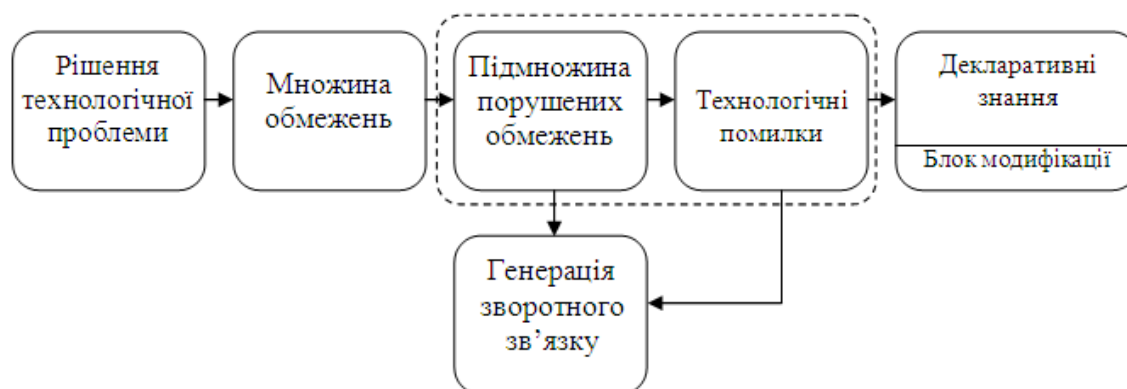 Рішення
технологічної
проблеми
Множина
обмежень
Підмножина
порушених
обмежень
Технологічні
помилки
Декларативні
знання
Блок модифікації
Генерація
зворотного
зв’язку